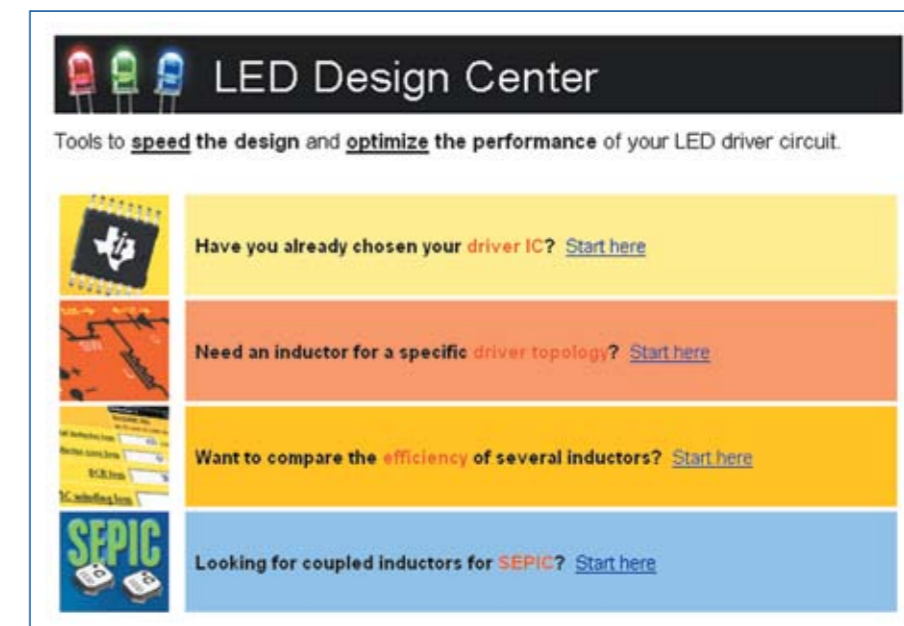 LED Design Center
Tools to speed the design and optimize the performance of your LED driver circuit.
Have you already chosen your driver IC? Start here
Need an inductor for a specific driver topology? Start here
Want to compare the efficiency of several inductors? Start here
DCR loss
SEPIC
Looking for coupled inductors for SEPIC? Start here